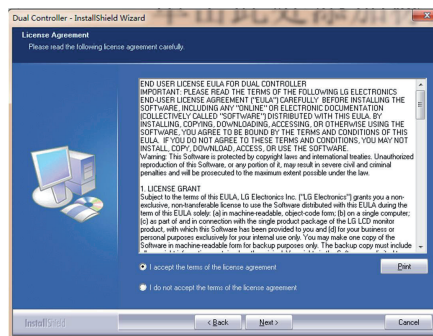 单击此处添加标
Dual Controller - InstallShield Wizard
License Agreement
Please read the following license agreement carefully.
END USER LICENSE EULA FOR DUAL CONTROLLER
IMPORTANT: PLEASE READ THE TERMS OF THE FOLLOWING LG ELECTRONICS
END-USER LICENSE AGREEMENT ("EULA") CAREFULLY BEFORE INSTALLING THE
SOFTWARE, INCLUDING ANY "ONLINE" OR ELECTRONIC DOCUMENTATION
(COLLECTIVELY CALLED "SOFTWARE") DISTRIBUTED WITH THIS EULA. BY
INSTALLING, COPYING, DOWNLOADING, ACCESSING, OR OTHERWISE USING THE
SOFTWARE, YOU AGREE TO BE BOUND BY THE TERMS AND CONDITIONS OF THIS
EULA. IF YOU DO NOT AGREE TO THESE TERMS AND CONDITIONS, YOU MAY NOT
INSTALL, COPY, DOWNLOAD, ACCESS, OR USE THE SOFTWARE.
Warning: This Software is protected by copyright laws and international treaties. Unauthorized
reproduction of this Software, or any portion of it, may result in severe civil and criminal
penalties and will be prosecuted to the maximum extent possible under the law.
1. LICENSE GRANT
Subject to the terms of this EULA, LG Electronics Inc. ("LG Electronics") grants you a non-
exclusive, non-transferable license to use the Software distributed with this EULA during the
term of this EULA solely: (a) in machine-readable, object-code form; (b) on a computer;
(c) as part of and in connection with the single product package of the LG LCD monitor
product, with which this Software has been provided to you and (d) for your business or
personal purposes exclusively for your internal use only. You may make one copy of the
Software in machine-readable form for backup purposes only. The backup copy must include
I accept the terms of the license agreement
Print
I do not accept the terms of the license agreement
InstallShield
< Back
Next >
Cancel